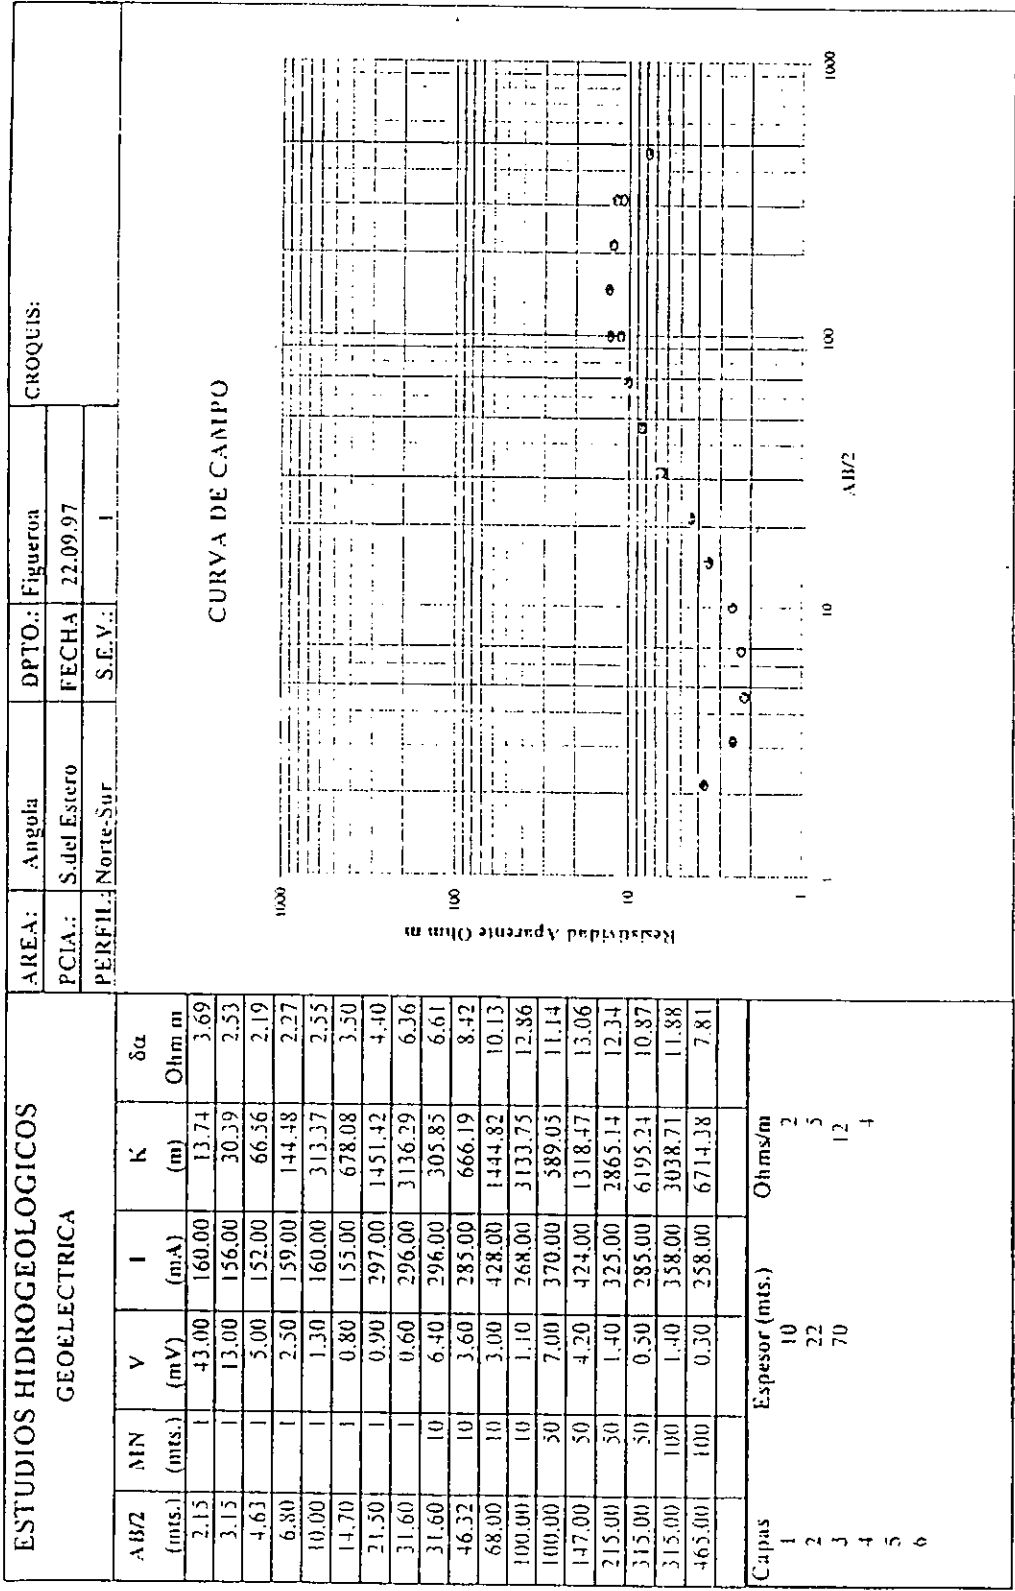 ESTUDIOS HIDROGEOLOGICOS
GEOELECTRICA
AREA: Angola DPTO.: Figueroa CROQUIS:
PCIA.: S.del Estero FECHA 22.09.97
PERFIL: Norte-Sur S.E.V.: 1
AB/2 MN V I K δα
(mts.) (mts.) (mV) (mA) (m) Ohm m
2.15 1 43.00 160.00 13.74 3.69
3.15 1 13.00 156.00 30.39 2.53
4.63 1 5.00 152.00 66.56 2.19
6.80 1 2.50 159.00 144.48 2.27
10.00 1 1.30 160.00 313.37 2.55
14.70 1 0.80 155.00 678.08 3.50
21.50 1 0.90 297.00 1451.42 4.40
31.60 1 0.60 296.00 3136.29 6.36
31.60 10 6.40 296.00 305.85 6.61
46.32 10 3.60 285.00 666.19 8.42
68.00 10 3.00 428.00 1444.82 10.13
100.00 10 1.10 268.00 3133.75 12.86
100.00 50 7.00 370.00 589.05 11.14
147.00 50 4.20 424.00 1318.47 13.06
215.00 50 1.40 325.00 2865.14 12.34
315.00 50 0.50 285.00 6195.24 10.87
315.00 100 1.40 358.00 3038.71 11.88
465.00 100 0.30 258.00 6714.38 7.81
Capas Espesor (mts.) Ohms/m
1 10 2
2 22 5
3 70 12
4 4
5
6
CURVA DE CAMPO
Resistividad Aparente Ohm m
1000
100
10
1
1 10 100 1000
AB/2